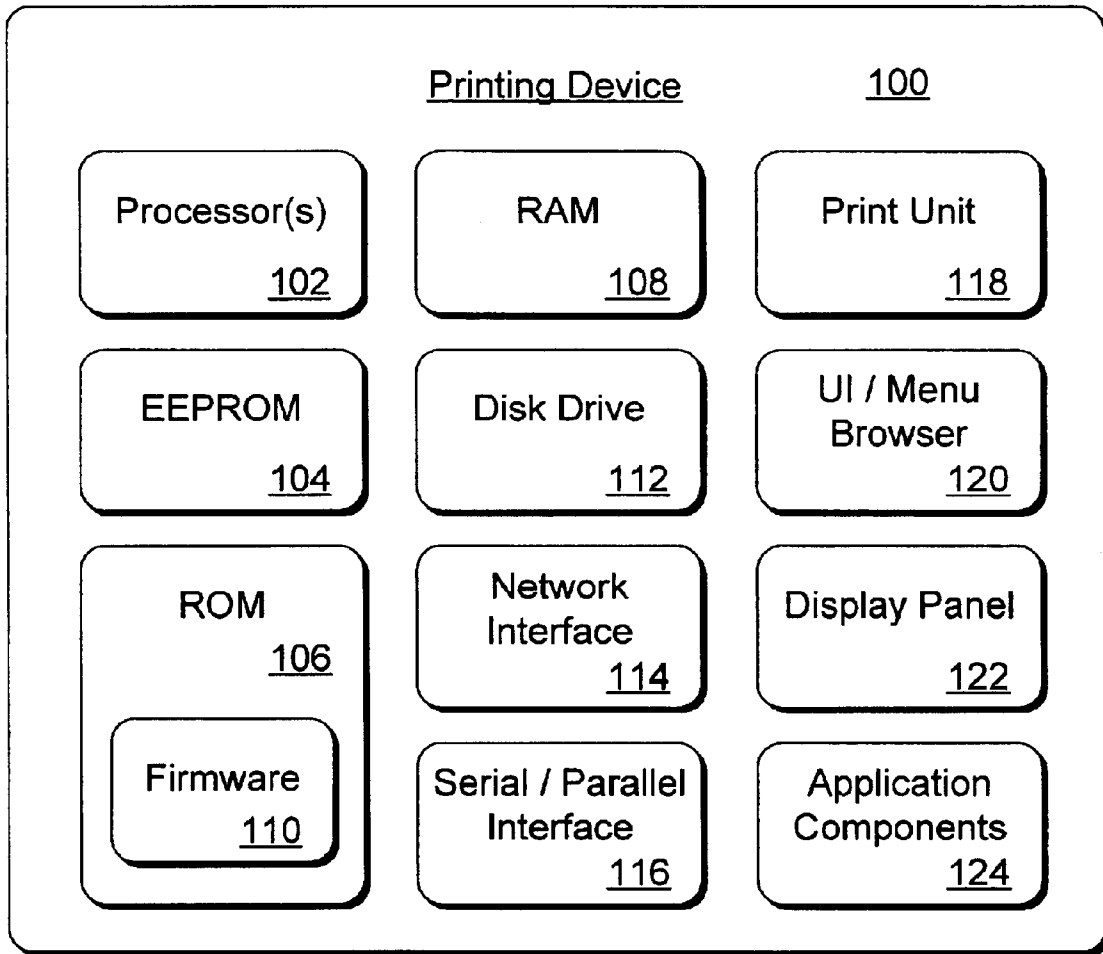 Printing Device 100
Processor(s)
102
RAM
108
Print Unit
118
EEPROM
104
Disk Drive
112
UI / Menu
Browser
120
ROM
106
Firmware
110
Network
Interface
114
Display Panel
122
Serial / Parallel
Interface
116
Application
Components
124